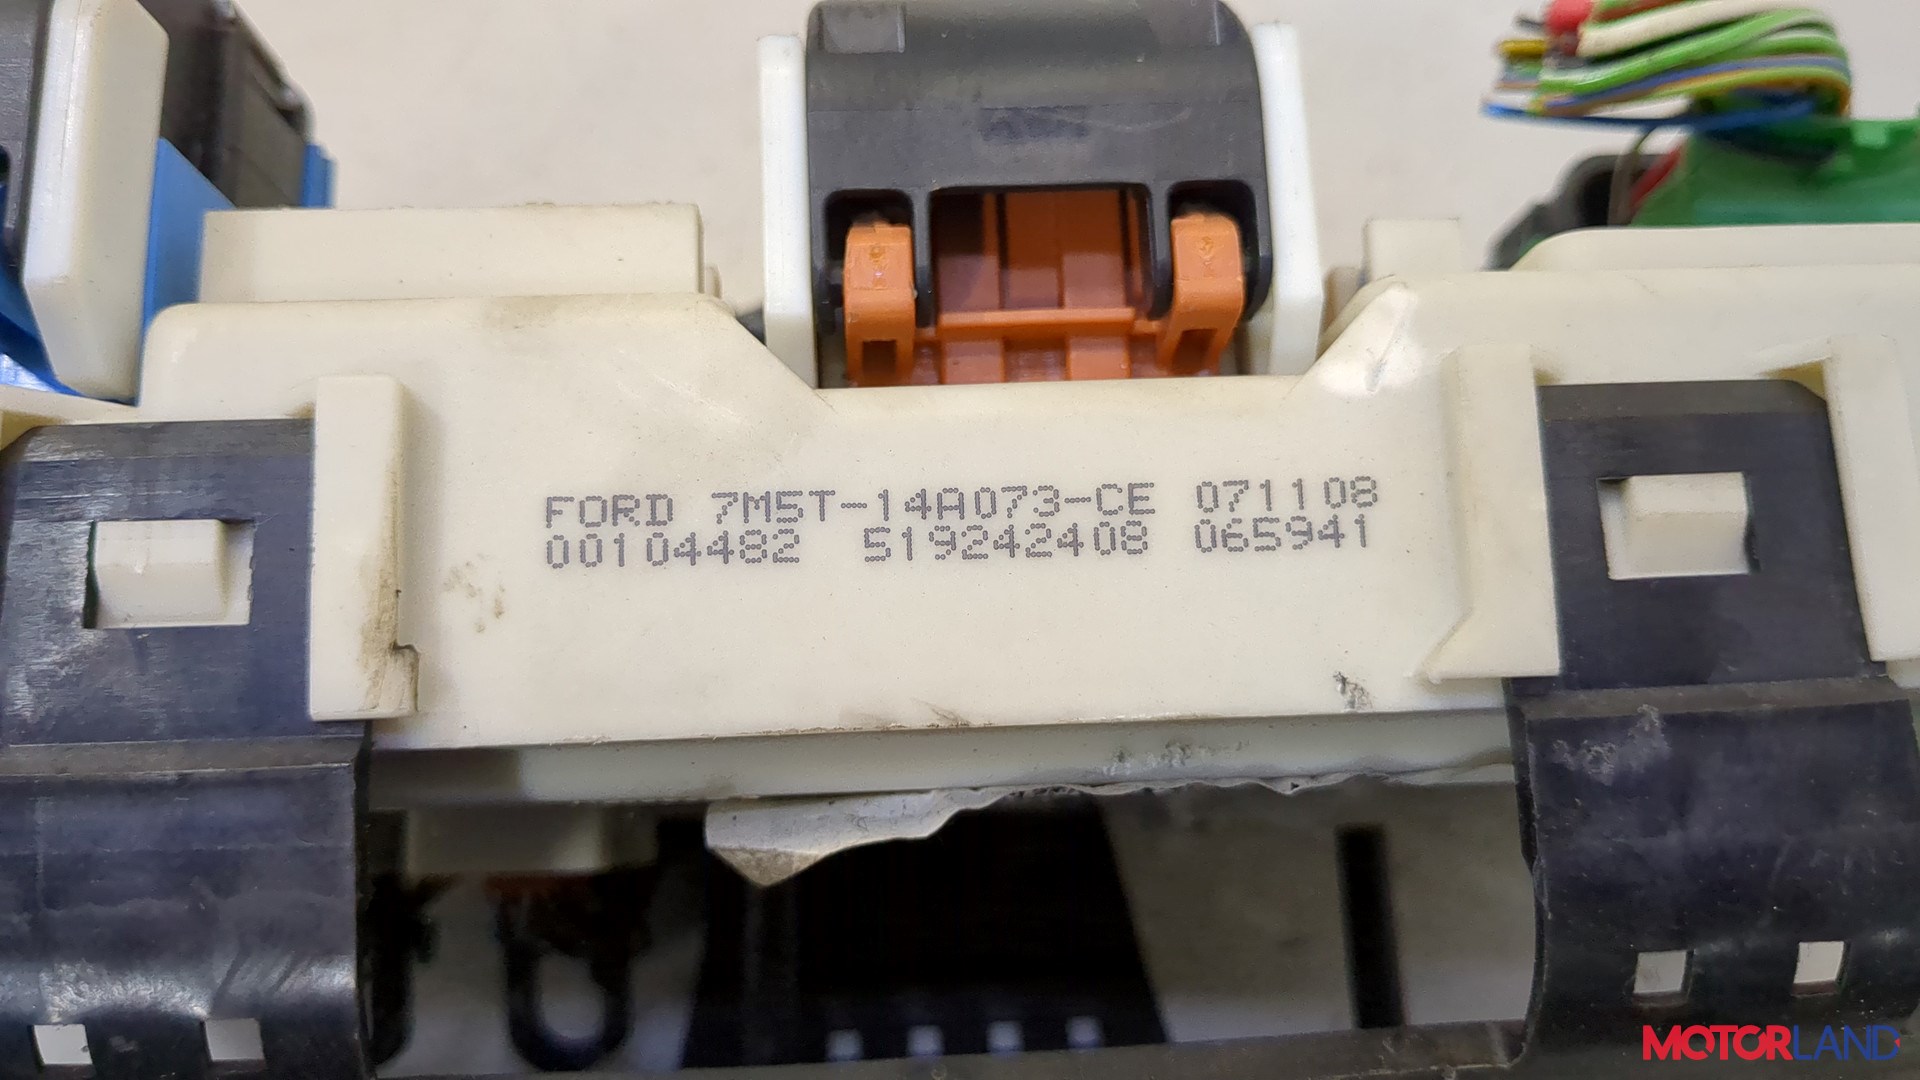 FORD 7M5T-14A073-CE 071108
00104482 519242408 065941
MOTORLAND